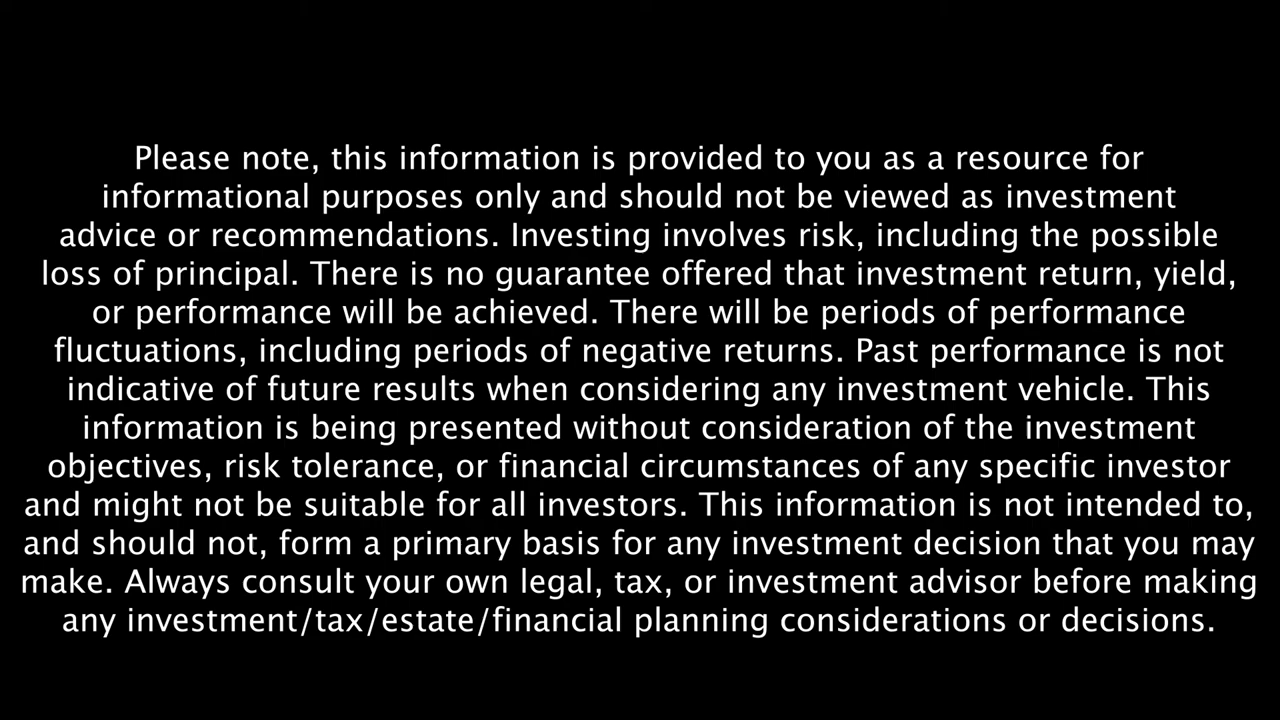 Please note, this information is provided to you as a resource for
informational purposes only and should not be viewed as investment
advice or recommendations. Investing involves risk, including the possible
loss of principal. There is no guarantee offered that investment return, yield,
or performance will be achieved. There will be periods of performance
fluctuations, including periods of negative returns. Past performance is not
indicative of future results when considering any investment vehicle. This
information is being presented without consideration of the investment
objectives, risk tolerance, or financial circumstances of any specific investor
and might not be suitable for all investors. This information is not intended to,
and should not, form a primary basis for any investment decision that you may
make. Always consult your own legal, tax, or investment advisor before making
any investment/tax/estate/financial planning considerations or decisions.